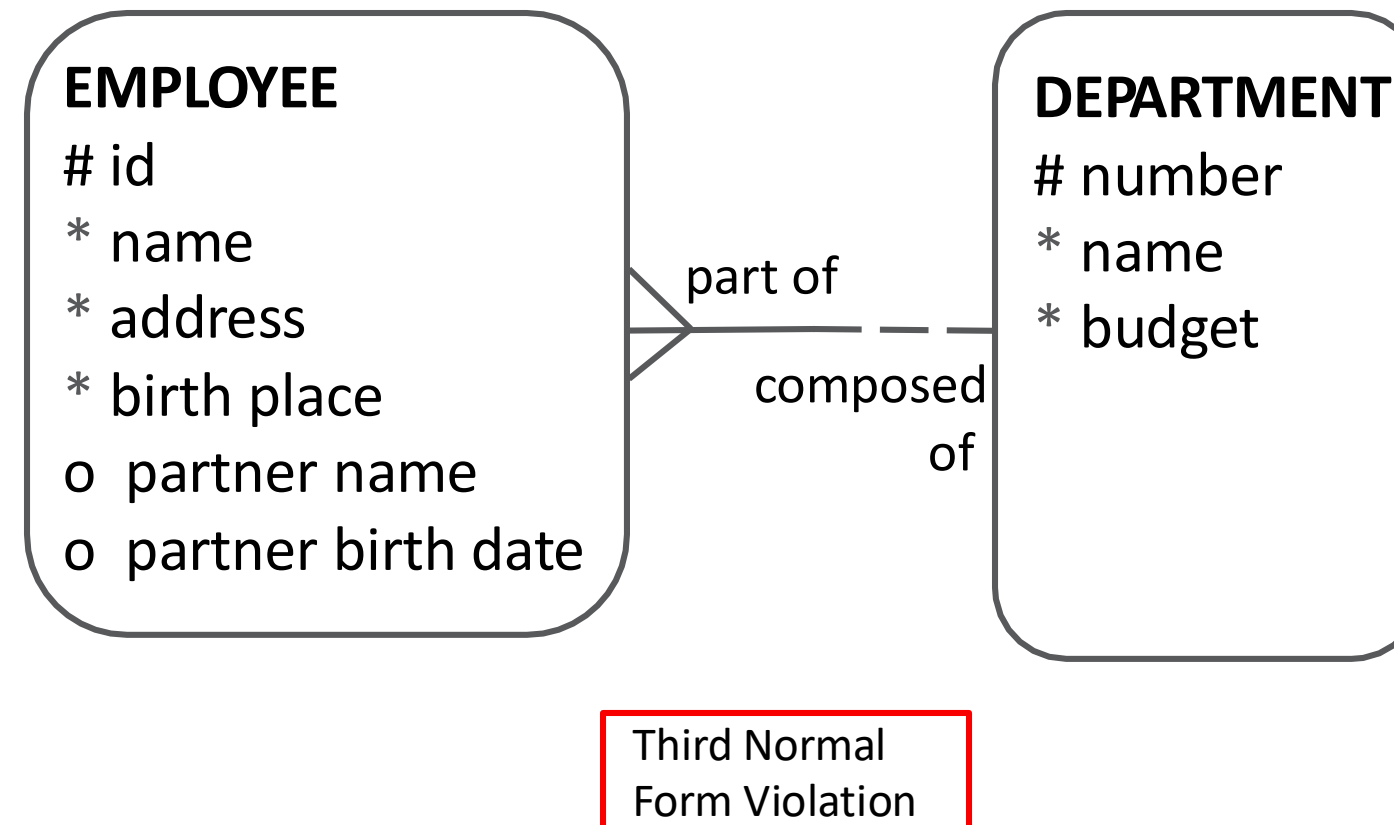 EMPLOYEE
# id
* name
* address
* birth place
o partner name
o partner birth date
part of
composed
of
DEPARTMENT
# number
* name
* budget
Third Normal
Form Violation